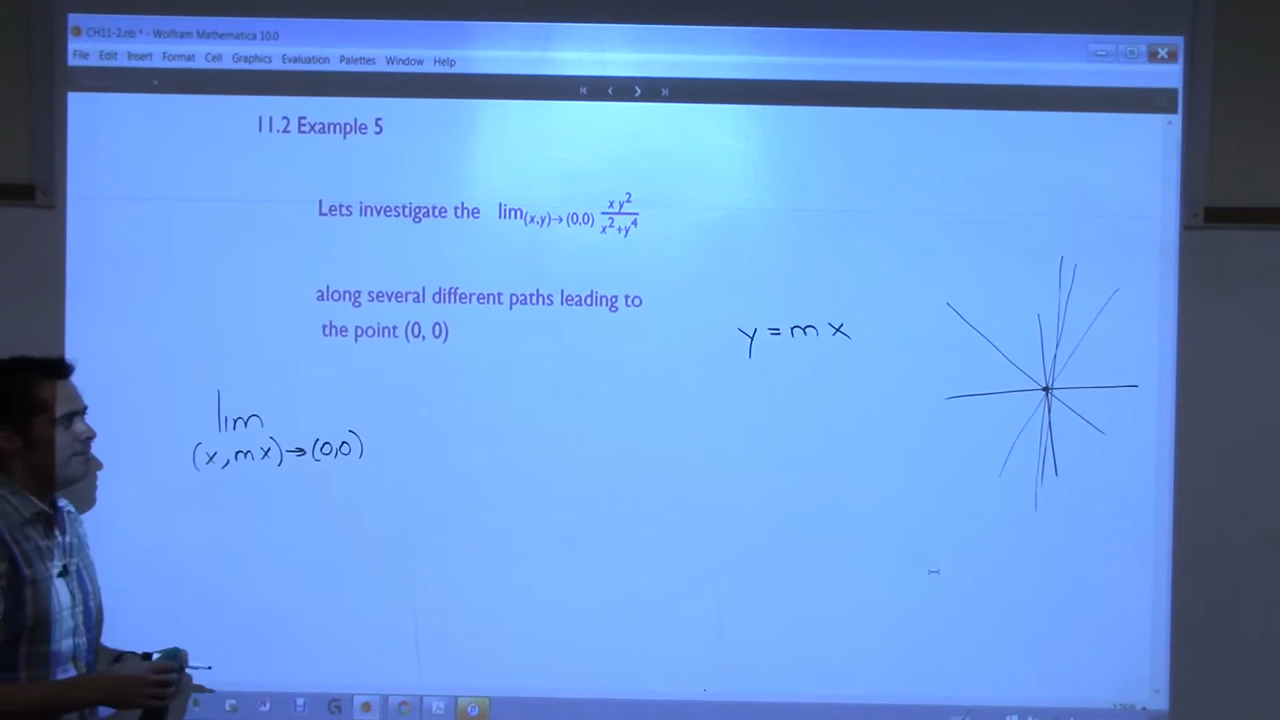 CH11-2.nb * - Wolfram Mathematica 10.0
File Edit Insert Format Cell Graphics Evaluation Palettes Window Help
11.2 Example 5
Lets investigate the lim(x,y)→(0,0) xy²/x²+y⁴
along several different paths leading to
the point (0, 0)
y = m x
lim
(x, mx)→(0,0)